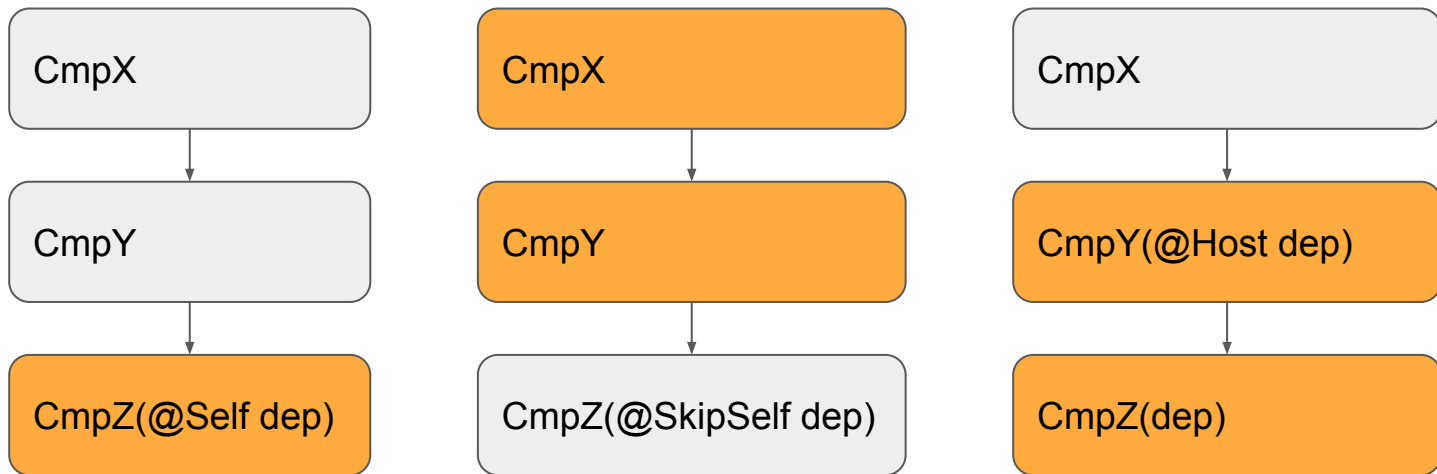 CmpX
CmpY
CmpZ(@Self dep)
CmpX
CmpY
CmpZ(@SkipSelf dep)
CmpX
CmpY(@Host dep)
CmpZ(dep)